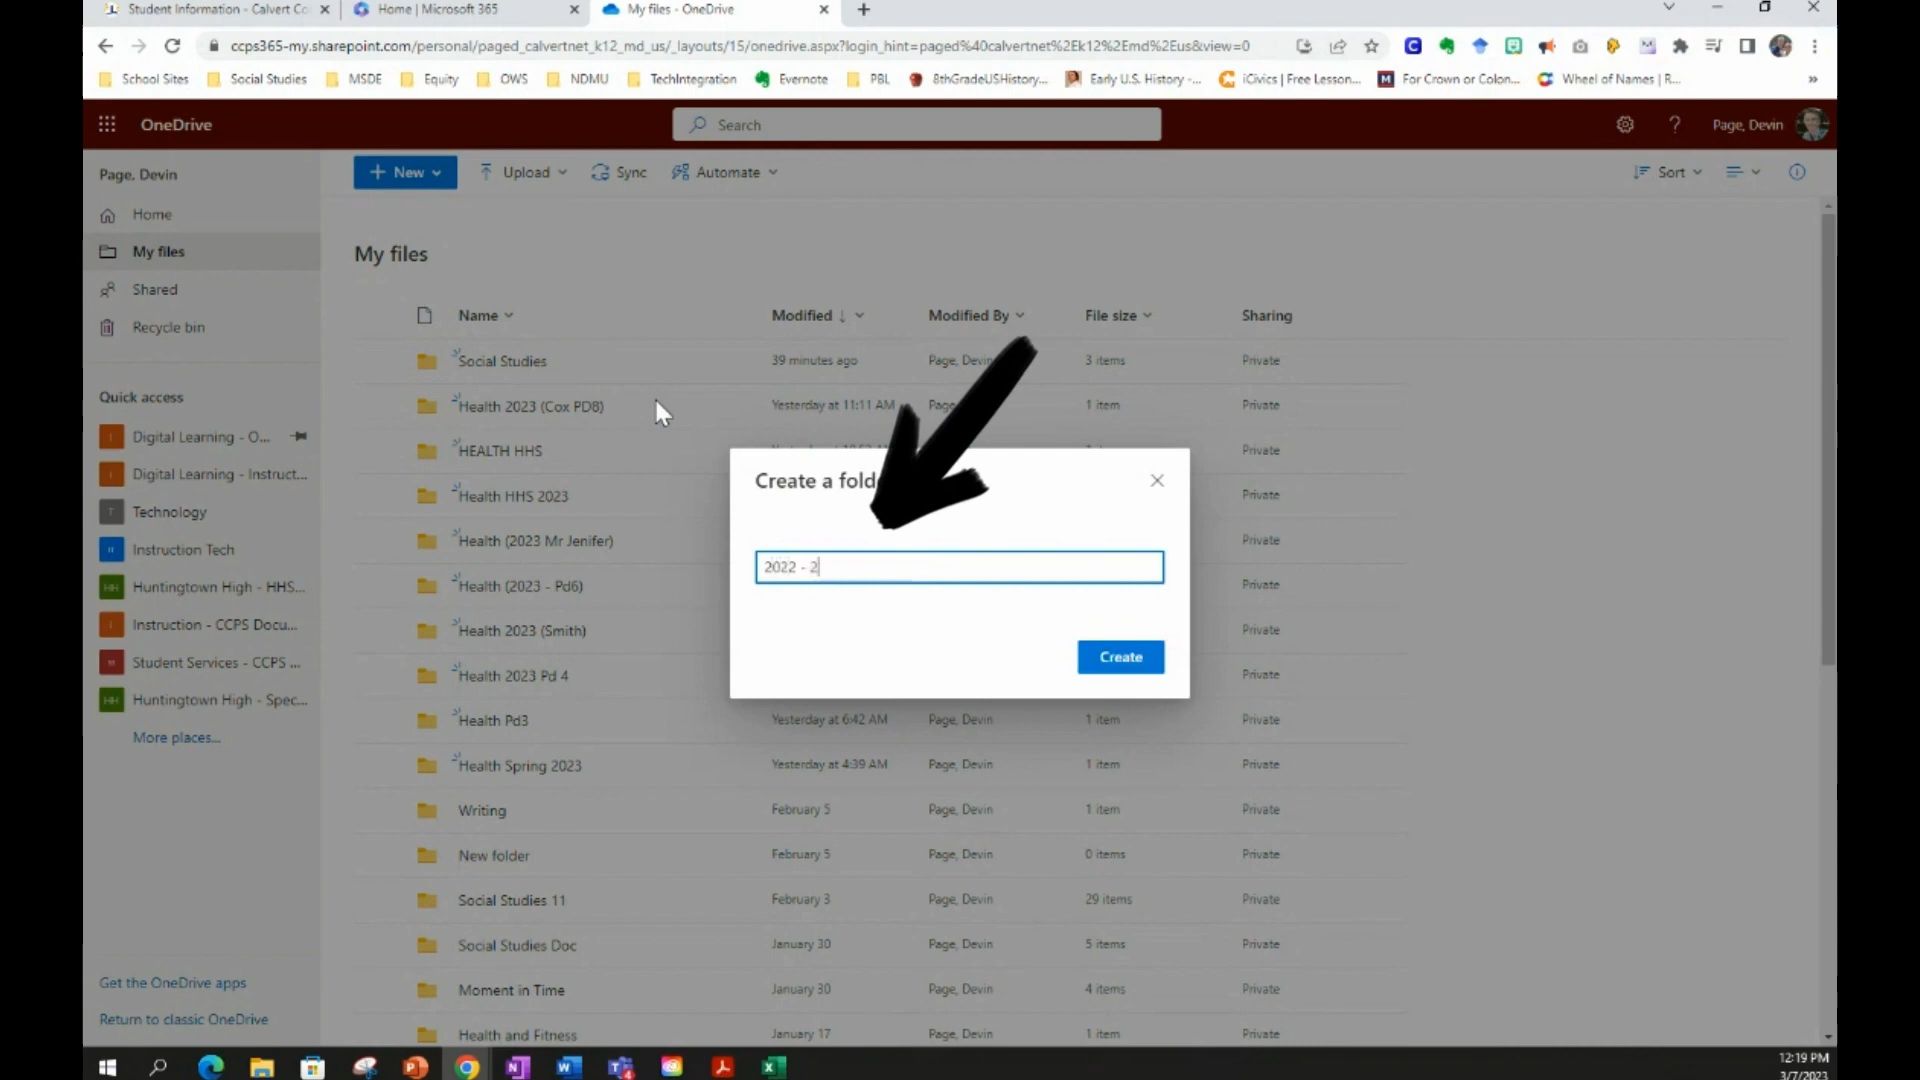 Student Information - Calvert Co
Home | Microsoft 365
My files - OneDrive
ccps365-my.sharepoint.com/personal/paged_calvertnet_k12_md_us/_layouts/15/onedrive.aspx?login_hint=paged%40calvertnet%2Ek12%2Emd%2Eus&view=0
School Sites
Social Studies
MSDE
Equity
OWS
NDMU
TechIntegration
Evernote
PBL
8thGradeUSHistory...
Early U.S. History -...
iCivics | Free Lesson...
For Crown or Colon...
Wheel of Names | R...
OneDrive
Search
Page, Devin
Page, Devin
New
Upload
Sync
Automate
Sort
Home
My files
Shared
Recycle bin
Quick access
Digital Learning - O...
Digital Learning - Instruct...
Technology
Instruction Tech
Huntingtown High - HHS...
Instruction - CCPS Docu...
Student Services - CCPS ...
Huntingtown High - Spec...
More places...
Get the OneDrive apps
Return to classic OneDrive
My files
Name Modified Modified By File size Sharing
Social Studies 39 minutes ago Page, Devin 3 items Private
Health 2023 (Cox PD8) Yesterday at 11:11 AM Page, 1 item Private
HEALTH HHS Private
Health HHS 2023 Private
Health (2023 Mr Jenifer) Private
Health (2023 - Pd6) Private
Health 2023 (Smith) Private
Health 2023 Pd 4 Private
Health Pd3 Yesterday at 6:42 AM Page, Devin 1 item Private
Health Spring 2023 Yesterday at 4:39 AM Page, Devin 1 item Private
Writing February 5 Page, Devin 1 item Private
New folder February 5 Page, Devin 0 items Private
Social Studies 11 February 3 Page, Devin 29 items Private
Social Studies Doc January 30 Page, Devin 5 items Private
Moment in Time January 30 Page, Devin 4 items Private
Health and Fitness January 17 Page, Devin 1 item Private
Create a fold
2022 - 2
Create
12:19 PM
3/7/2023